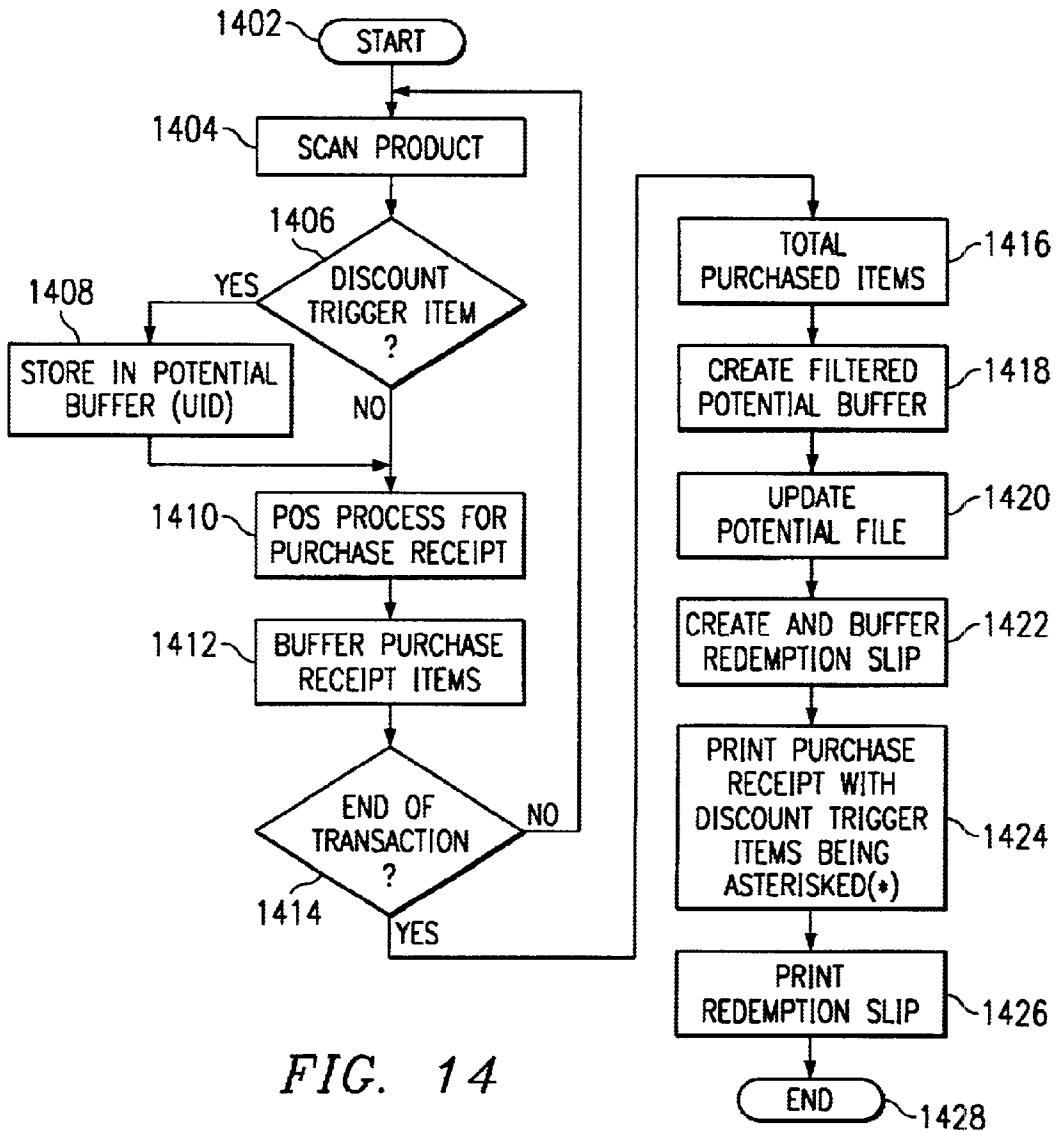 1402
START
1404
SCAN PRODUCT
1406
DISCOUNT
TRIGGER ITEM
?
YES
NO
1408
STORE IN POTENTIAL
BUFFER (UID)
1410
POS PROCESS FOR
PURCHASE RECEIPT
1412
BUFFER PURCHASE
RECEIPT ITEMS
END OF
TRANSACTION
?
NO
1414
YES
TOTAL
PURCHASED ITEMS
1416
CREATE FILTERED
POTENTIAL BUFFER
1418
UPDATE
POTENTIAL FILE
1420
CREATE AND BUFFER
REDEMPTION SLIP
1422
PRINT PURCHASE
RECEIPT WITH
DISCOUNT TRIGGER
ITEMS BEING
ASTERISKED(*)
1424
PRINT
REDEMPTION SLIP
1426
END
1428
FIG. 14